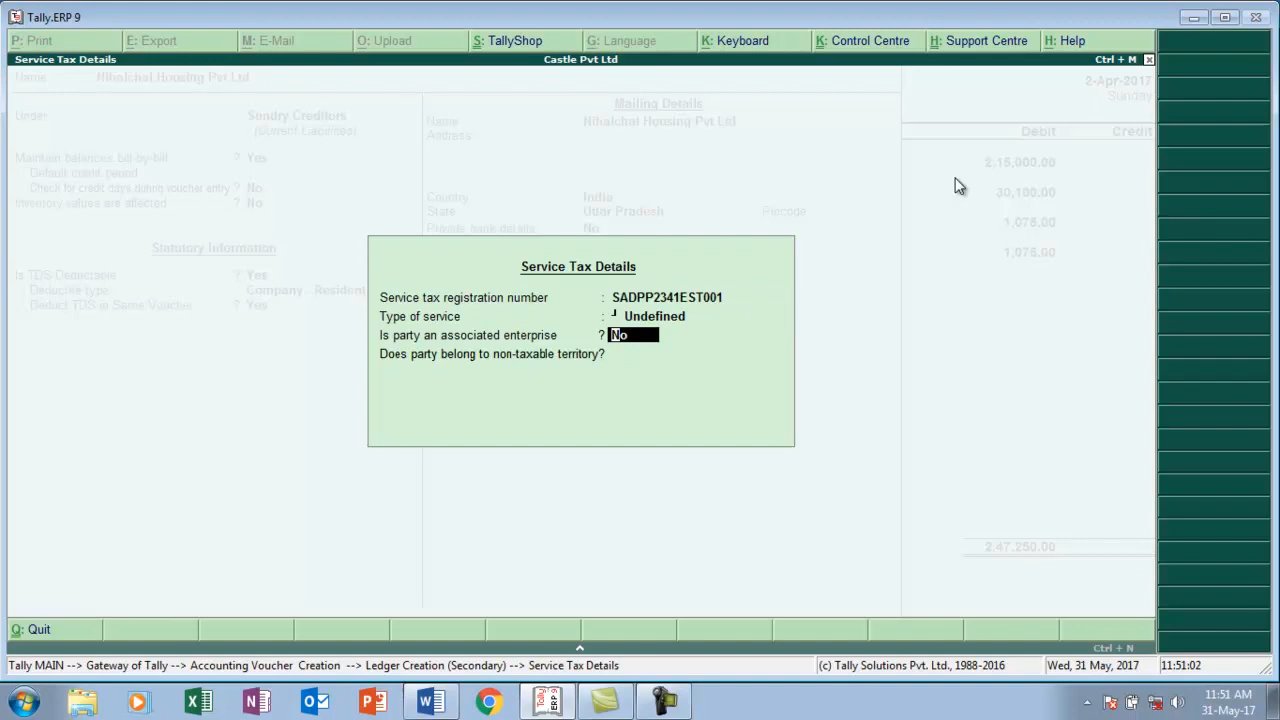 Tally.ERP 9
P: Print E: Export M: E-Mail O: Upload S: TallyShop G: Language K: Keyboard K: Control Centre H: Support Centre H: Help
Service Tax Details Castle Pvt Ltd Ctrl + M
Name Nihalchal Housing Pvt Ltd 2-Apr-2017
Sunday
Under Sundry Creditors Mailing Details
(Current Liabilities) Name Nihalchal Housing Pvt Ltd
Address: Debit Credit
Maintain balances bill-by-bill ? Yes 2,15,000.00
Default credit period
Check for credit days during voucher entry ? No 30,100.00
Inventory values are affected ? No Country India
State Uttar Pradesh Pincode
Provide bank details No 1,075.00
Statutory Information 1,075.00
Is TDS Deductable ? Yes
Deductee type: Company Resident
Deduct TDS in Same Voucher ? Yes
Service Tax Details
Service tax registration number : SADPP2341EST001
Type of service : ┘ Undefined
Is party an associated enterprise ? No
Does party belong to non-taxable territory?
2,47,250.00
Q: Quit
Ctrl + N
Tally MAIN --> Gateway of Tally --> Accounting Voucher Creation --> Ledger Creation (Secondary) --> Service Tax Details (c) Tally Solutions Pvt. Ltd., 1988-2016 Wed, 31 May, 2017 11:51:02
11:51 AM
31-May-17